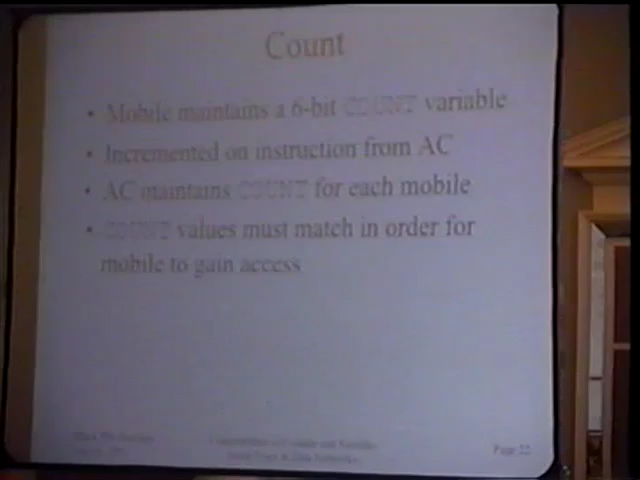 Count
• Mobile maintains a 6-bit COUNT variable
• Incremented on instruction from AC
• AC maintains COUNT for each mobile
• COUNT values must match in order for
mobile to gain access
Page 22